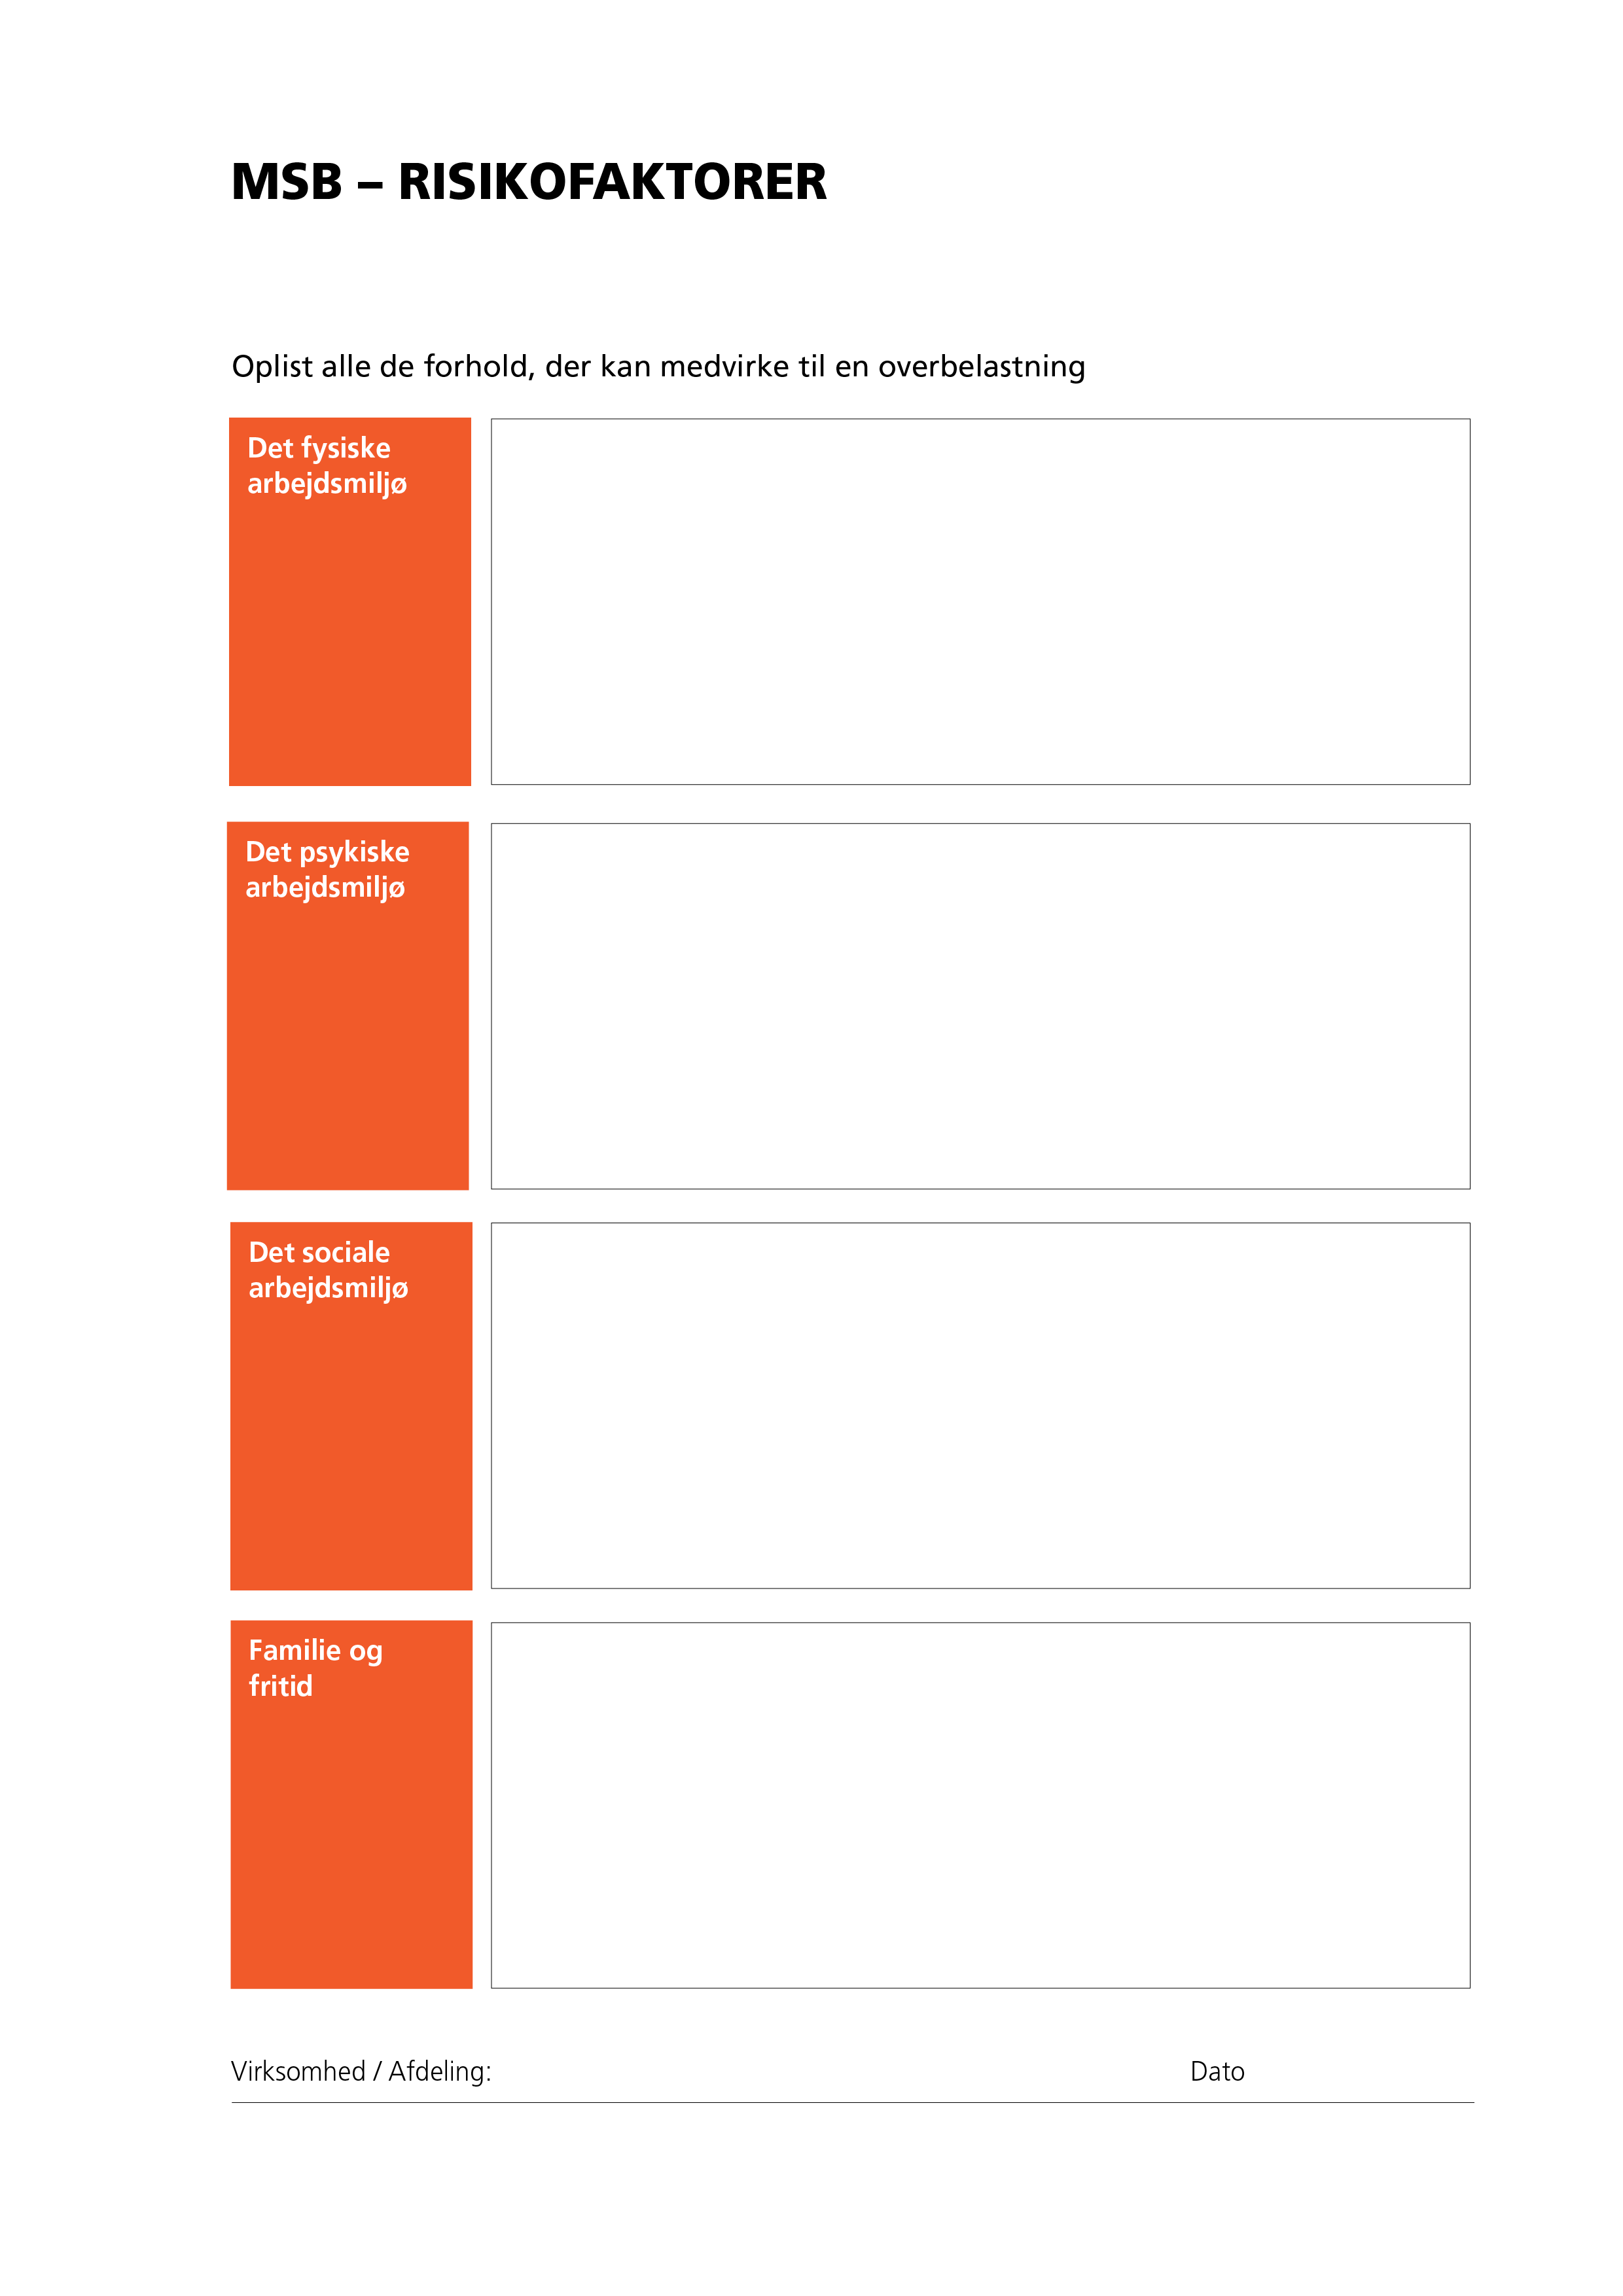 MSB – RISIKOFAKTORER
Oplist alle de forhold, der kan medvirke til en overbelastning
Det fysiske
arbejdsmiljø
Det psykiske
arbejdsmiljø
Det sociale
arbejdsmiljø
Familie og
fritid
Virksomhed / Afdeling: Dato